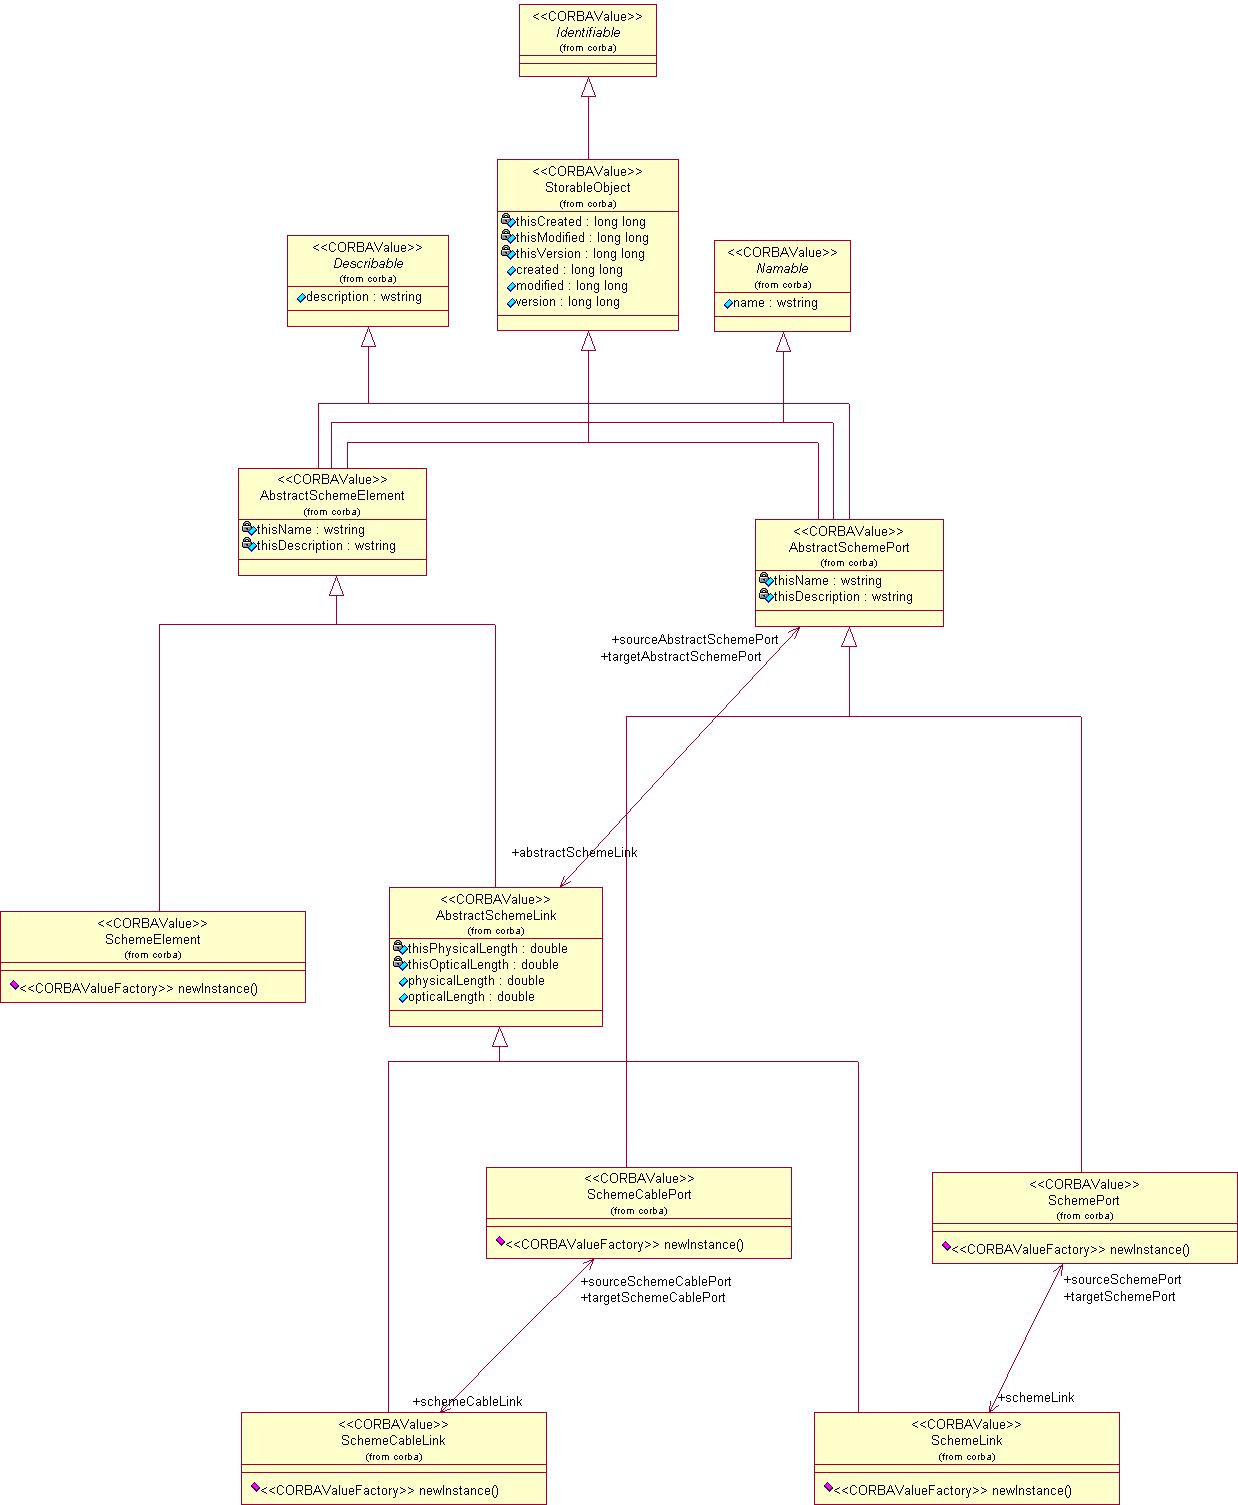 <<CORBAValue>>
Identifiable
(from corba)
<<CORBAValue>>
StorableObject
(from corba)
thisCreated : long long
thisModified : long long
thisVersion : long long
created : long long
modified : long long
version : long long
<<CORBAValue>>
Describable
(from corba)
description : wstring
<<CORBAValue>>
Namable
(from corba)
name : wstring
<<CORBAValue>>
AbstractSchemeElement
(from corba)
thisName : wstring
thisDescription : wstring
<<CORBAValue>>
AbstractSchemePort
(from corba)
thisName : wstring
thisDescription : wstring
+sourceAbstractSchemePort
+targetAbstractSchemePort
+abstractSchemeLink
<<CORBAValue>>
SchemeElement
(from corba)
<<CORBAValueFactory>> newInstance()
<<CORBAValue>>
AbstractSchemeLink
(from corba)
thisPhysicalLength : double
thisOpticalLength : double
physicalLength : double
opticalLength : double
<<CORBAValue>>
SchemeCablePort
(from corba)
<<CORBAValueFactory>> newInstance()
<<CORBAValue>>
SchemePort
(from corba)
<<CORBAValueFactory>> newInstance()
+sourceSchemeCablePort
+targetSchemeCablePort
+sourceSchemePort
+targetSchemePort
+schemeCableLink
+schemeLink
<<CORBAValue>>
SchemeCableLink
(from corba)
<<CORBAValueFactory>> newInstance()
<<CORBAValue>>
SchemeLink
(from corba)
<<CORBAValueFactory>> newInstance()